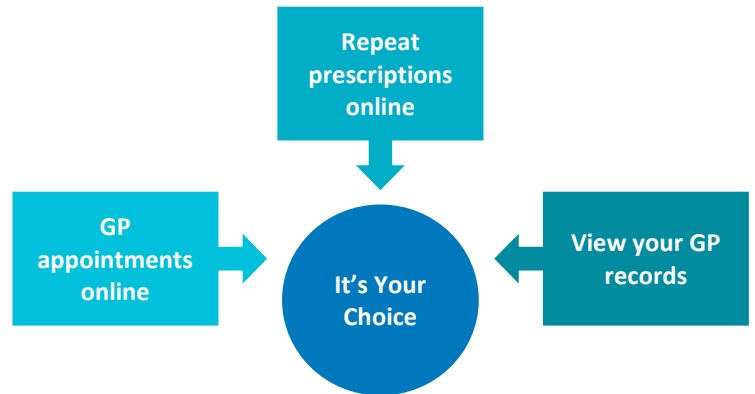 Repeat
prescriptions
online
GP
appointments
online
It’s Your
Choice
View your GP
records